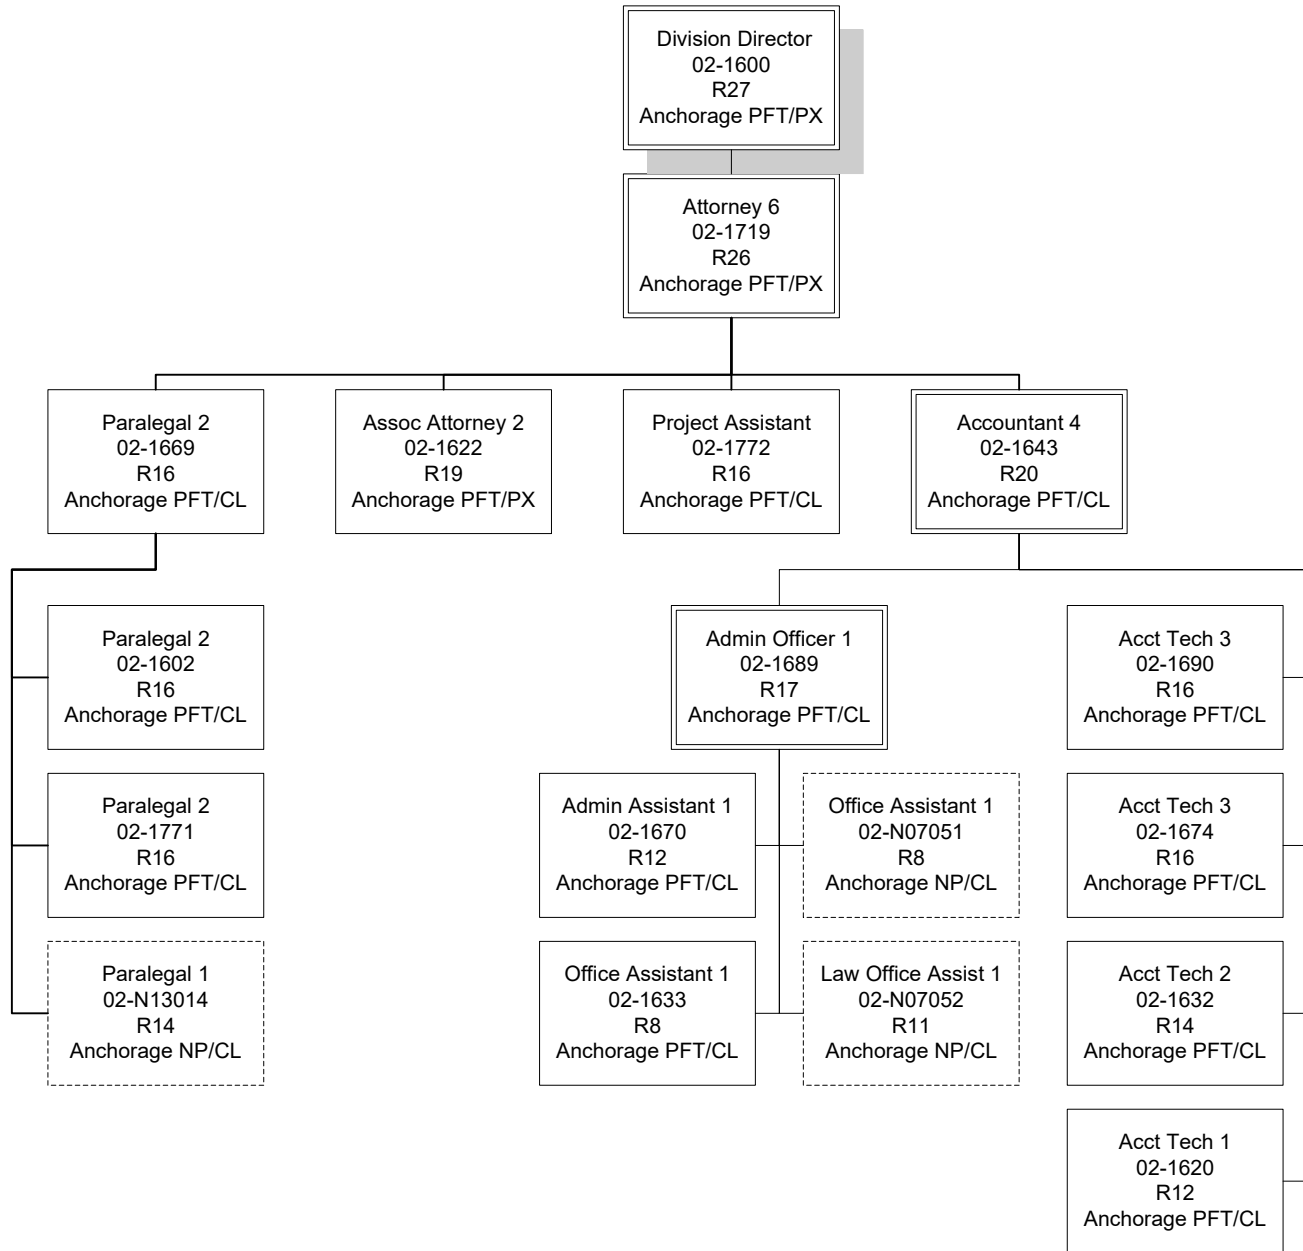 Division Director
02-1600
R27
Anchorage PFT/PX
Attorney 6
02-1719
R26
Anchorage PFT/PX
Paralegal 2
02-1669
R16
Anchorage PFT/CL
Assoc Attorney 2
02-1622
R19
Anchorage PFT/PX
Project Assistant
02-1772
R16
Anchorage PFT/CL
Accountant 4
02-1643
R20
Anchorage PFT/CL
Paralegal 2
02-1602
R16
Anchorage PFT/CL
Paralegal 2
02-1771
R16
Anchorage PFT/CL
Paralegal 1
02-N13014
R14
Anchorage NP/CL
Admin Officer 1
02-1689
R17
Anchorage PFT/CL
Admin Assistant 1
02-1670
R12
Anchorage PFT/CL
Office Assistant 1
02-N07051
R8
Anchorage NP/CL
Office Assistant 1
02-1633
R8
Anchorage PFT/CL
Law Office Assist 1
02-N07052
R11
Anchorage NP/CL
Acct Tech 3
02-1690
R16
Anchorage PFT/CL
Acct Tech 3
02-1674
R16
Anchorage PFT/CL
Acct Tech 2
02-1632
R14
Anchorage PFT/CL
Acct Tech 1
02-1620
R12
Anchorage PFT/CL